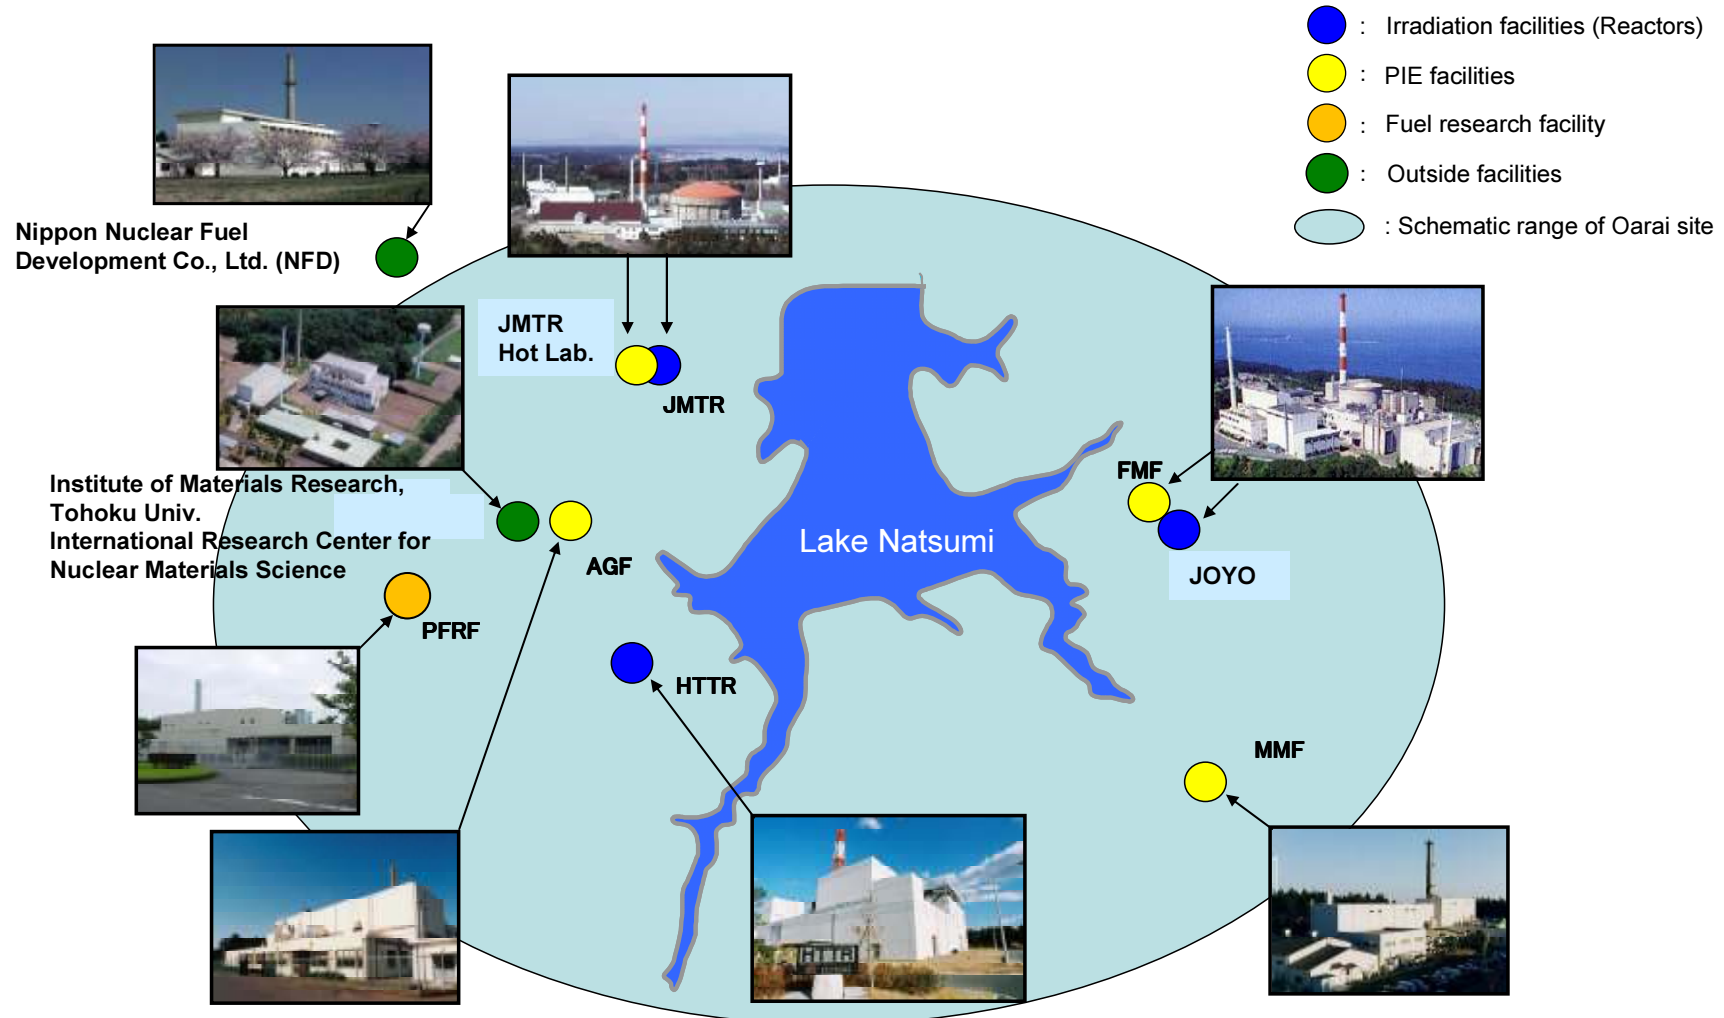 : Irradiation facilities (Reactors)
: PIE facilities
: Fuel research facility
: Outside facilities
: Schematic range of Oarai site
Nippon Nuclear Fuel
Development Co., Ltd. (NFD)
JMTR
Hot Lab.
JMTR
FMF
JOYO
Institute of Materials Research,
Tohoku Univ.
International Research Center for
Nuclear Materials Science
AGF
Lake Natsumi
PFRF
HTTR
MMF
HTTR